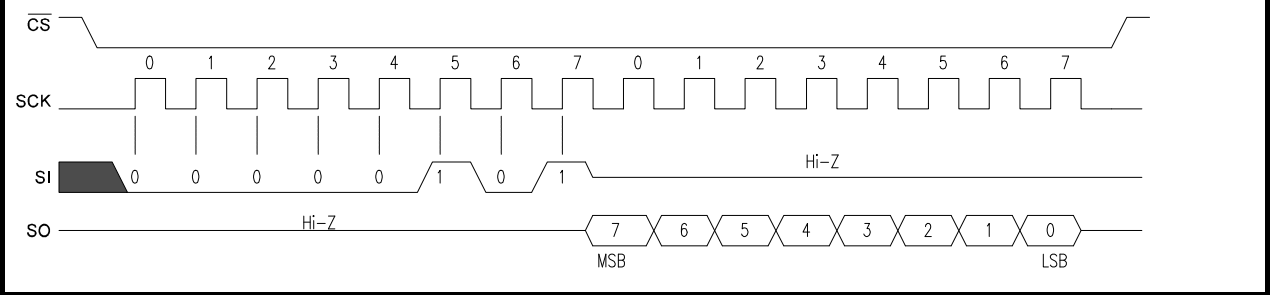 CS
0 1 2 3 4 5 6 7 0 1 2 3 4 5 6 7
SCK
Hi-Z
SI 0 0 0 0 0 1 0 1
Hi-Z
SO 7 6 5 4 3 2 1 0
MSB LSB